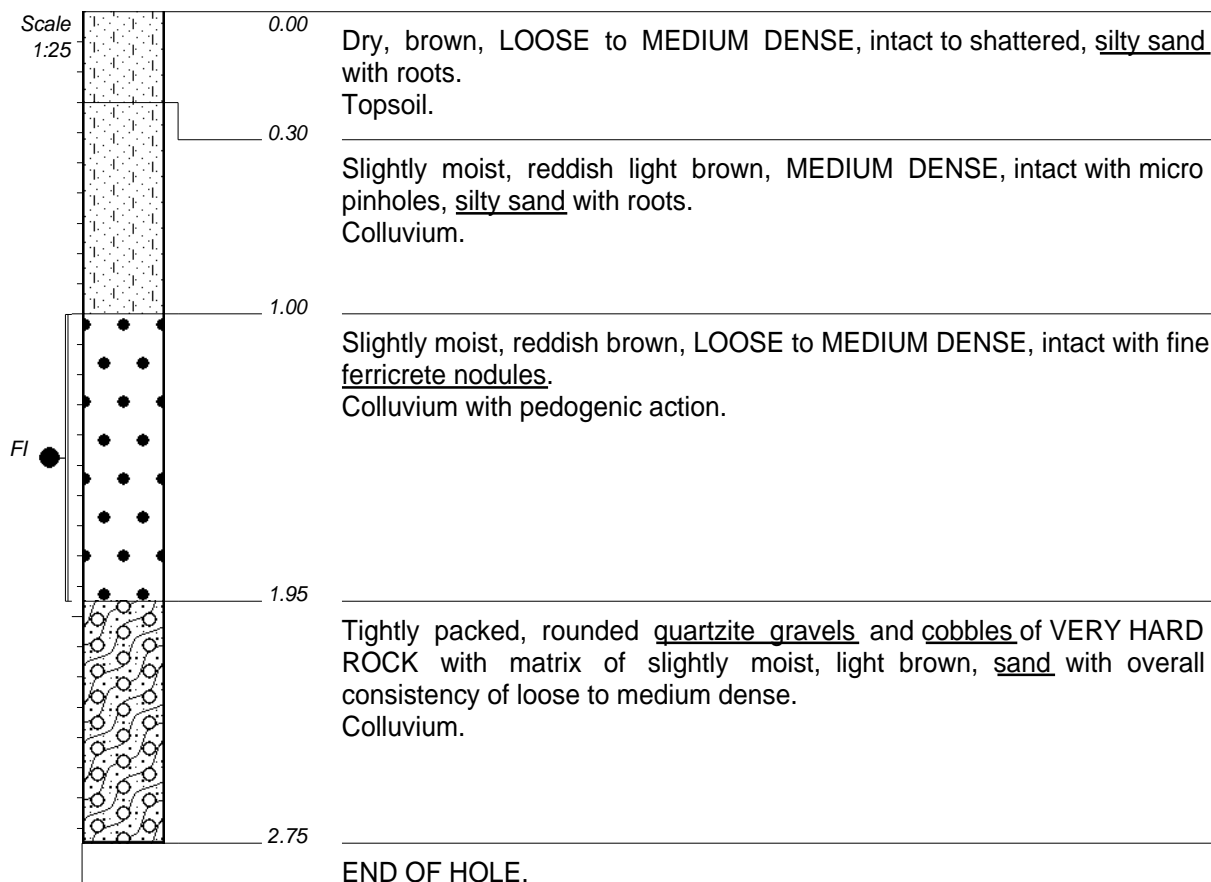 Scale
1:25
0.00
Dry, brown, LOOSE to MEDIUM DENSE, intact to shattered, silty sand
with roots.
Topsoil.
0.30
Slightly moist, reddish light brown, MEDIUM DENSE, intact with micro
pinholes, silty sand with roots.
Colluvium.
1.00
Slightly moist, reddish brown, LOOSE to MEDIUM DENSE, intact with fine
ferricrete nodules.
Colluvium with pedogenic action.
FI
1.95
Tightly packed, rounded quartzite gravels and cobbles of VERY HARD
ROCK with matrix of slightly moist, light brown, sand with overall
consistency of loose to medium dense.
Colluvium.
2.75
END OF HOLE.